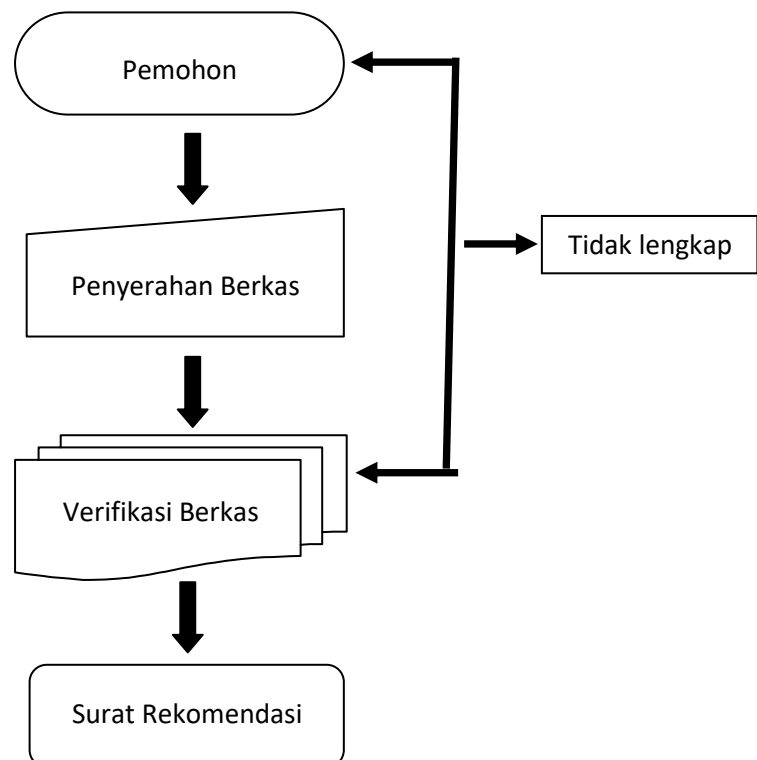 Pemohon
Penyerahan Berkas
Tidak lengkap
Verifikasi Berkas
Surat Rekomendasi